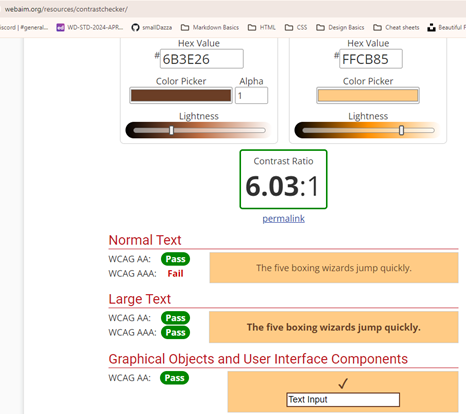 webaim.org/resources/contrastchecker/
iscord | #general...
WD-STD-2024-APR...
smallDazza
Markdown Basics
HTML
CSS
Design Basics
Cheat sheets
Beautiful F
Hex Value
Hex Value
# 6B3E26
# FFCB85
Color Picker
Alpha
Color Picker
1
Lightness
Lightness
Contrast Ratio
6.03:1
permalink
Normal Text
WCAG AA: Pass
WCAG AAA: Fail
The five boxing wizards jump quickly.
Large Text
WCAG AA: Pass
WCAG AAA: Pass
The five boxing wizards jump quickly.
Graphical Objects and User Interface Components
WCAG AA: Pass
✓
Text Input